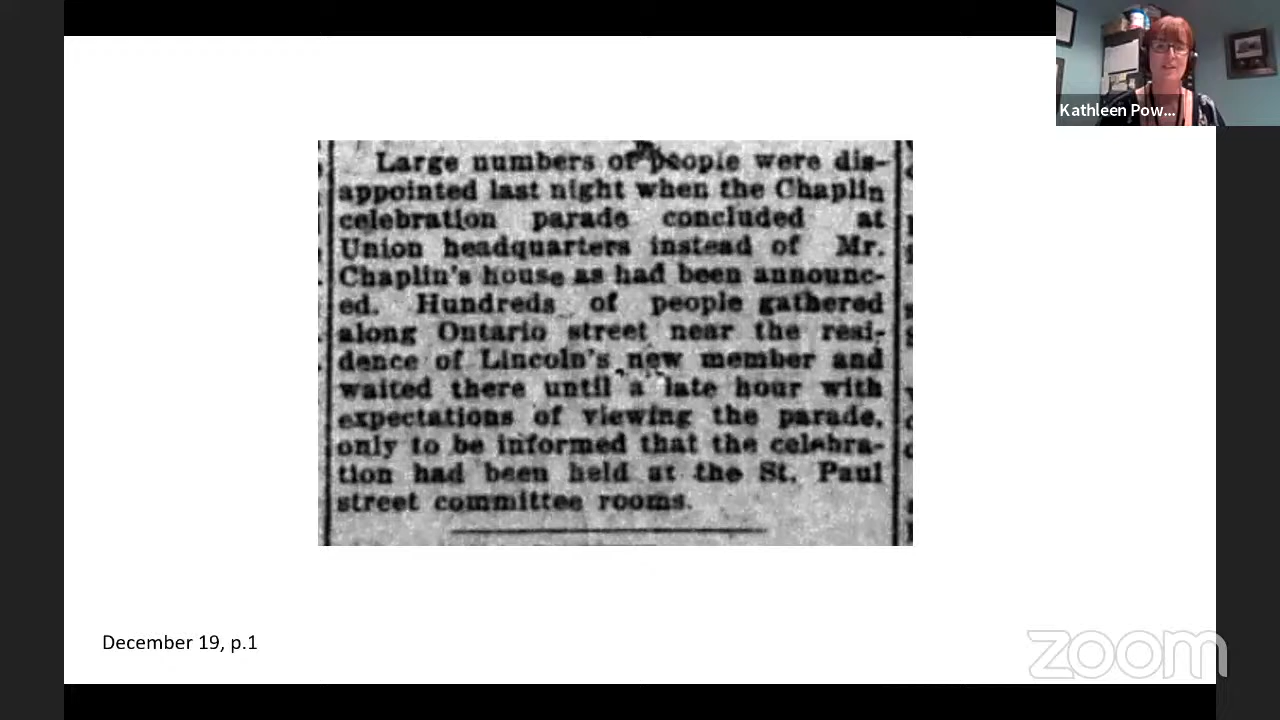 Kathleen Pow...
Large numbers of people were dis-
appointed last night when the Chaplin
celebration parade concluded at
Union headquarters instead of Mr.
Chaplin's house as had been announc-
ed. Hundreds of people gathered
along Ontario street near the resi-
dence of Lincoln's new member and
waited there until a late hour with
expectations of viewing the parade,
only to be informed that the celebra-
tion had been held at the St. Paul
street committee rooms.
December 19, p.1
zoom